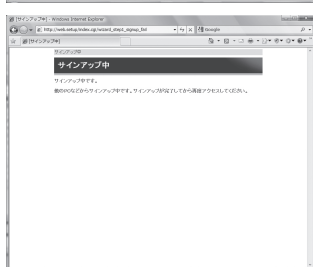 [サインアップ中] - Windows Internet Explorer
http://web.setup/index.cgi/wizard_step2_signup_fail
Google
[サインアップ中]
サインアップ中
サインアップ中
サインアップ中です。
他のPCなどからサインアップ中です。サインアップが完了してから再度アクセスしてください。